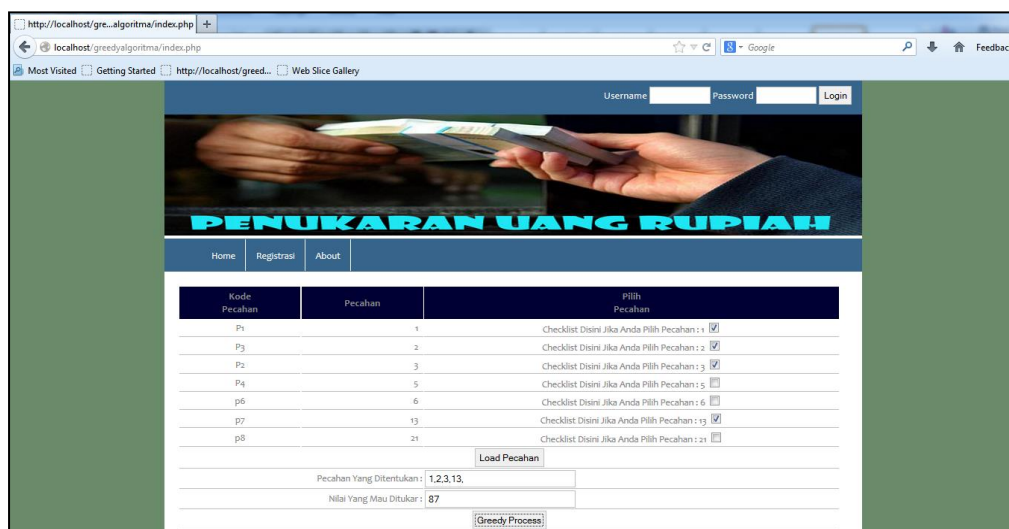 http://localhost/gre...algoritma/index.php +
localhost/greedyalgoritma/index.php 8 - Google Feedbac
Most Visited Getting Started http://localhost/greed... Web Slice Gallery
Username Password Login
PENUKARAN UANG RUPIAH
Home Registrasi About
Kode Pecahan Pecahan Pilih Pecahan
P1 1 Checklist Disini Jika Anda Pilih Pecahan : 1
P3 2 Checklist Disini Jika Anda Pilih Pecahan : 2
P2 3 Checklist Disini Jika Anda Pilih Pecahan : 3
P4 5 Checklist Disini Jika Anda Pilih Pecahan : 5
p6 6 Checklist Disini Jika Anda Pilih Pecahan : 6
p7 13 Checklist Disini Jika Anda Pilih Pecahan : 13
p8 21 Checklist Disini Jika Anda Pilih Pecahan : 21
Load Pecahan
Pecahan Yang Ditentukan : 1,2,3,13,
Nilai Yang Mau Ditukar : 87
Greedy Process